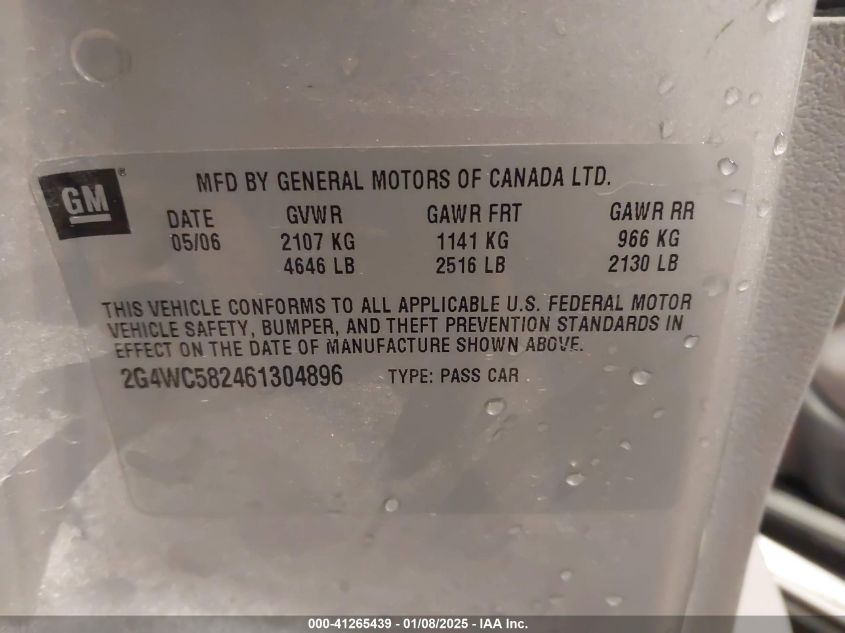 GM®
MFD BY GENERAL MOTORS OF CANADA LTD.
DATE GVWR GAWR FRT GAWR RR
05/06 2107 KG 1141 KG 966 KG
4646 LB 2516 LB 2130 LB
THIS VEHICLE CONFORMS TO ALL APPLICABLE U.S. FEDERAL MOTOR
VEHICLE SAFETY, BUMPER, AND THEFT PREVENTION STANDARDS IN
EFFECT ON THE DATE OF MANUFACTURE SHOWN ABOVE.
2G4WC582461304896 TYPE: PASS CAR
000-41265439 - 01/08/2025 - IAA Inc.